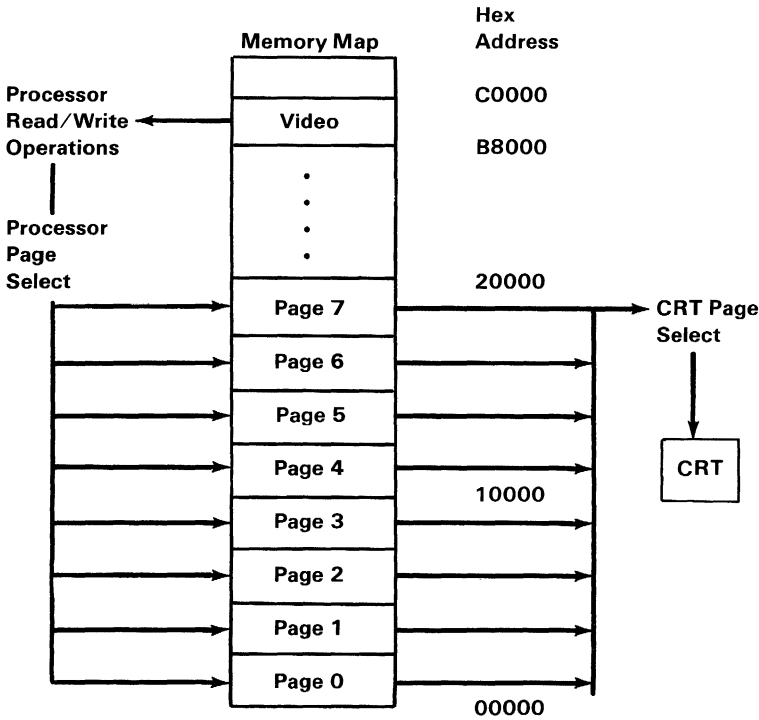 Hex
Address
Memory Map
Processor
Read/Write
Operations
C0000
Video
B8000
Processor
Page
Select
20000
Page 7
CRT Page
Select
Page 6
Page 5
Page 4
CRT
10000
Page 3
Page 2
Page 1
Page 0
00000